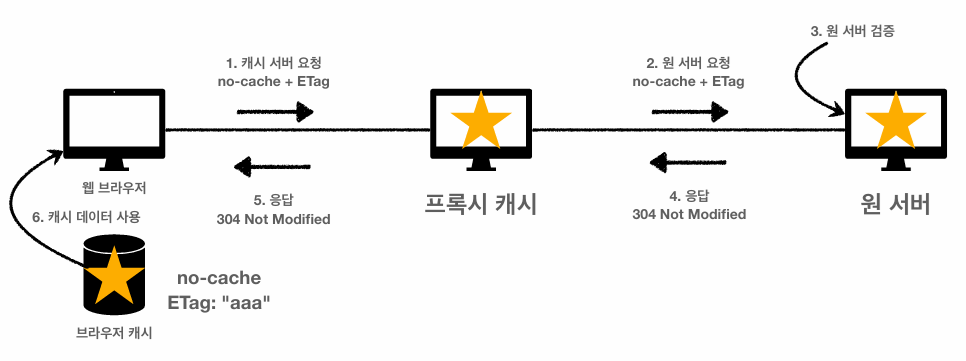 3. 원 서버 검증
1. 캐시 서버 요청
no-cache + ETag
2. 원 서버 요청
no-cache + ETag
웹 브라우저
5. 응답
304 Not Modified
프록시 캐시
4. 응답
304 Not Modified
원 서버
6. 캐시 데이터 사용
no-cache
ETag: "aaa"
브라우저 캐시